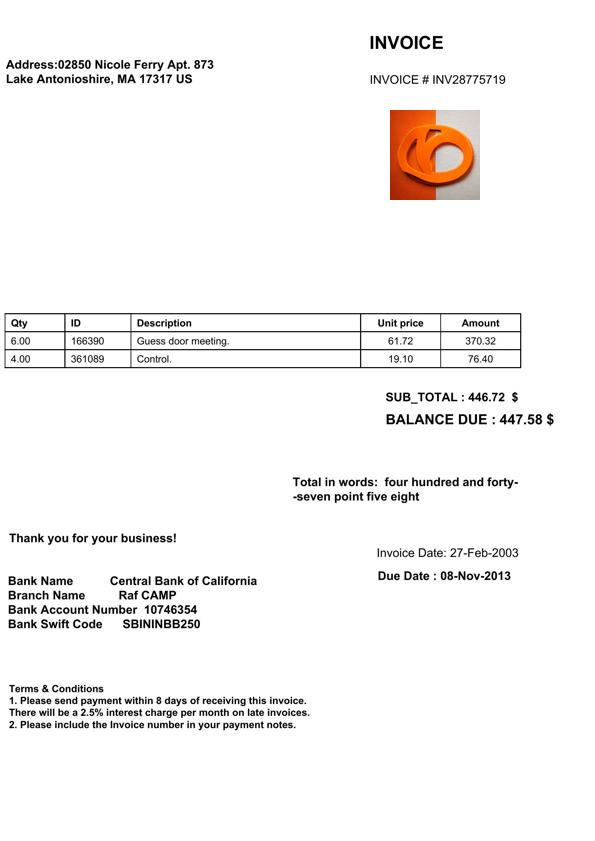 INVOICE
Address:02850 Nicole Ferry Apt. 873
Lake Antonioshire, MA 17317 US
INVOICE # INV28775719
Qty ID Description Unit price Amount
6.00 166390 Guess door meeting. 61.72 370.32
4.00 361089 Control. 19.10 76.40
SUB_TOTAL : 446.72 $
BALANCE DUE : 447.58 $
Total in words: four hundred and forty-
-seven point five eight
Thank you for your business!
Invoice Date: 27-Feb-2003
Due Date : 08-Nov-2013
Bank Name Central Bank of California
Branch Name Raf CAMP
Bank Account Number 10746354
Bank Swift Code SBININBB250
Terms & Conditions
1. Please send payment within 8 days of receiving this invoice.
There will be a 2.5% interest charge per month on late invoices.
2. Please include the Invoice number in your payment notes.